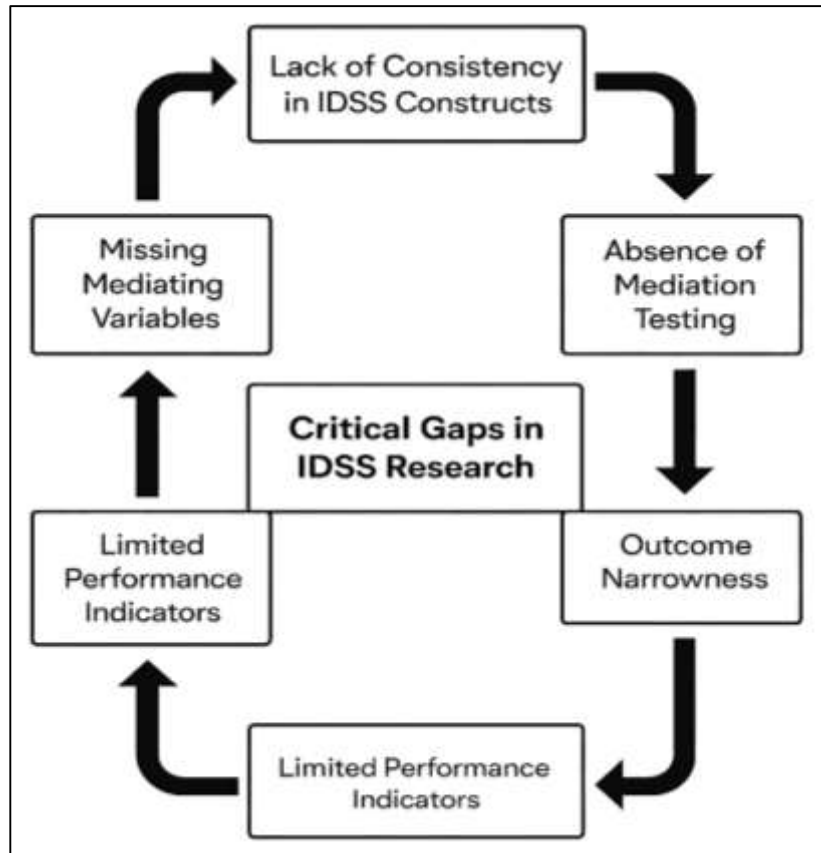 Lack of Consistency
in IDSS Constructs
Absence of
Mediation
Testing
Outcome
Narrowness
Limited Performance
Indicators
Limited
Performance
Indicators
Missing
Mediating
Variables
Critical Gaps in
IDSS Research